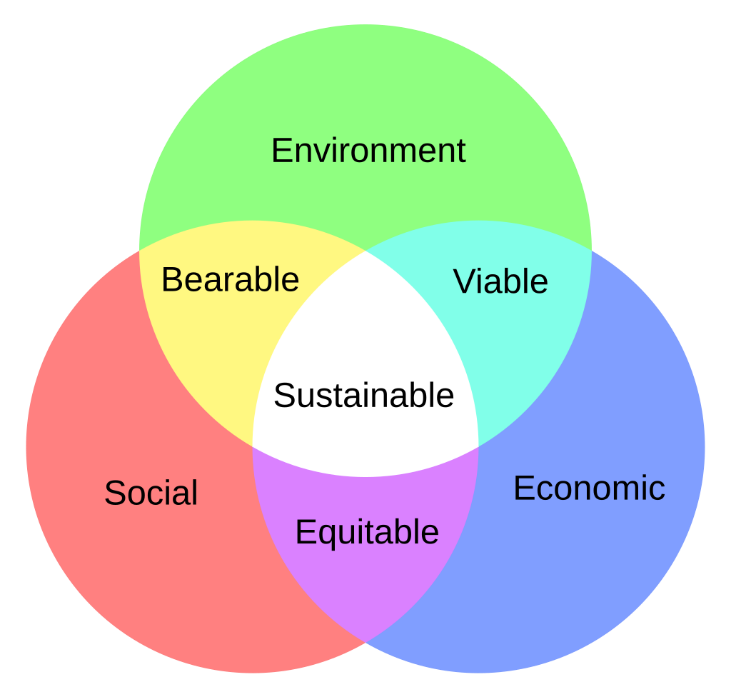 Environment
Bearable
Viable
Sustainable
Social
Economic
Equitable